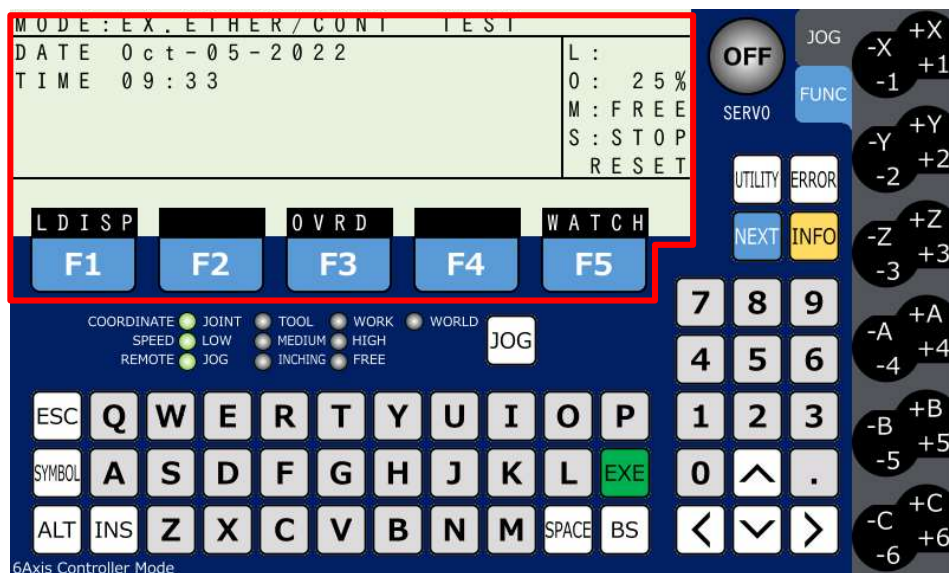 MODE:EX.ETHER/CONT TEST
DATE Oct-05-2022
TIME 09:33
L:
O: 25%
M:FREE
S:STOP
RESET
LDISP OVRD WATCH
F1 F2 F3 F4 F5
OFF
SERVO
JOG
FUNC
UTILITY ERROR
NEXT INFO
COORDINATE JOINT TOOL WORK WORLD
SPEED LOW MEDIUM HIGH
REMOTE JOG INCHING FREE
JOG
7 8 9
4 5 6
1 2 3
0 .
ESC Q W E R T Y U I O P
SYMBOL A S D F G H J K L EXE
ALT INS Z X C V B N M SPACE BS
-X +X
-1 +1
-Y +Y
-2 +2
-Z +Z
-3 +3
-A +A
-4 +4
-B +B
-5 +5
-C +C
-6 +6
6Axis Controller Mode